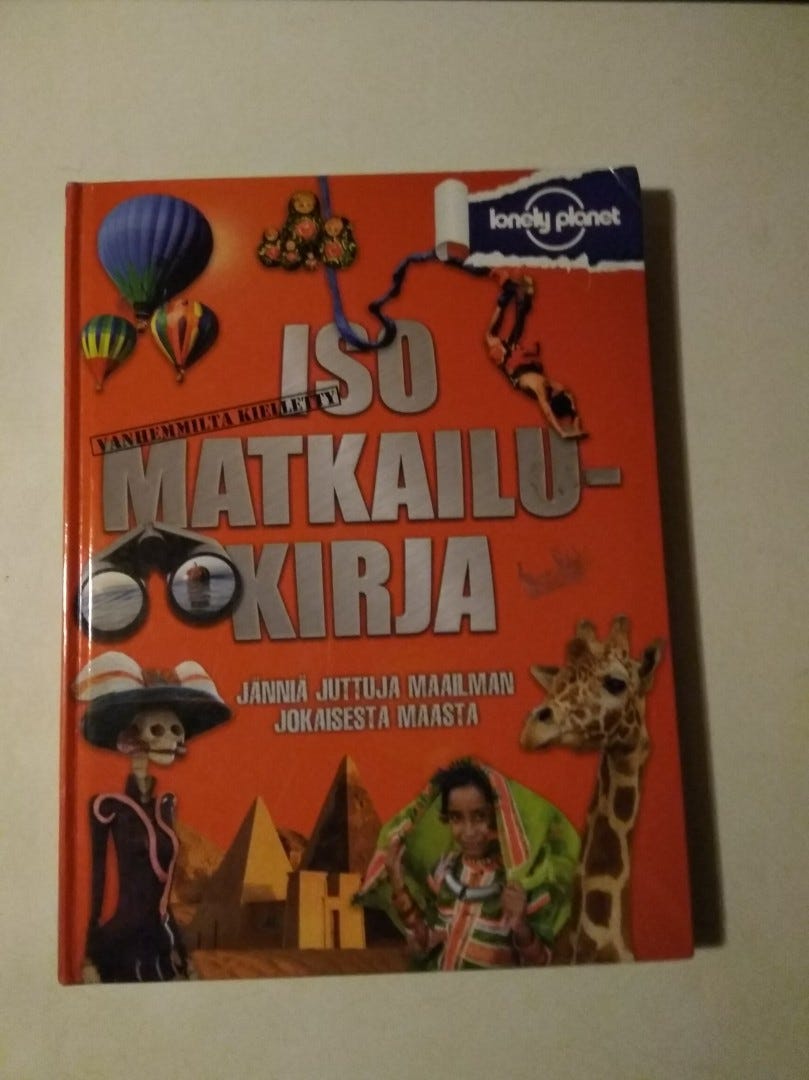 lonely planet
ISO
VANHEMMILTA KIELLETTY
MATKAILU-
KIRJA
JÄNNIÄ JUTTUJA MAAILMAN
JOKAISESTA MAASTA